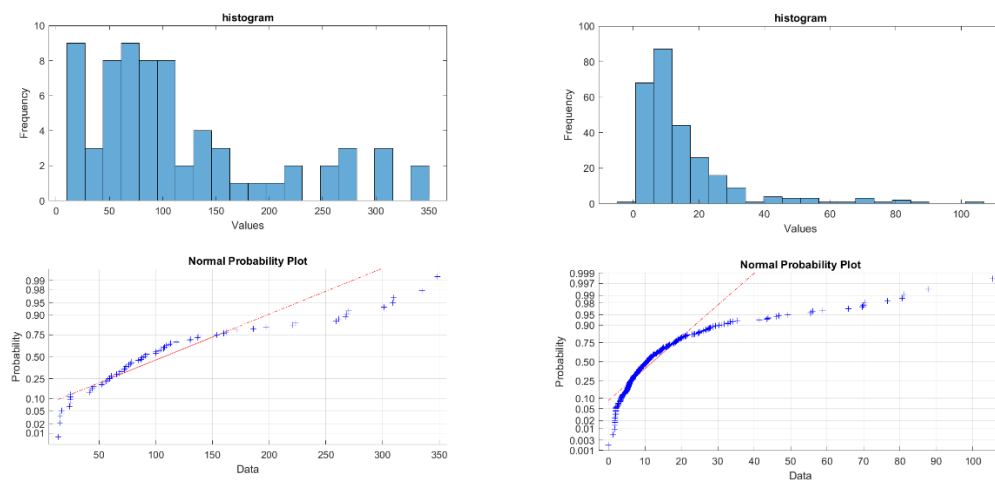 histogram
10
8
6
4
2
0
Frequency
0 50 100 150 200 250 300 350
Values
histogram
100
80
60
40
20
0
Frequency
0 20 40 60 80 100
Values
Normal Probability Plot
0.99
0.98
0.95
0.90
0.75
0.50
0.25
0.10
0.05
0.02
0.01
Probability
50 100 150 200 250 300 350
Data
Normal Probability Plot
0.999
0.997
0.99
0.98
0.95
0.90
0.75
0.50
0.25
0.10
0.05
0.02
0.01
0.003
0.001
Probability
0 10 20 30 40 50 60 70 80 90 100
Data